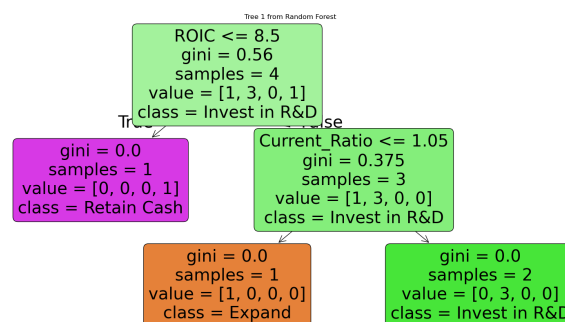 Tree 1 from Random Forest
ROIC <= 8.5
gini = 0.56
samples = 4
value = [1, 3, 0, 1]
class = Invest in R&D
True
False
gini = 0.0
samples = 1
value = [0, 0, 0, 1]
class = Retain Cash
Current_Ratio <= 1.05
gini = 0.375
samples = 3
value = [1, 3, 0, 0]
class = Invest in R&D
gini = 0.0
samples = 1
value = [1, 0, 0, 0]
class = Expand
gini = 0.0
samples = 2
value = [0, 3, 0, 0]
class = Invest in R&D